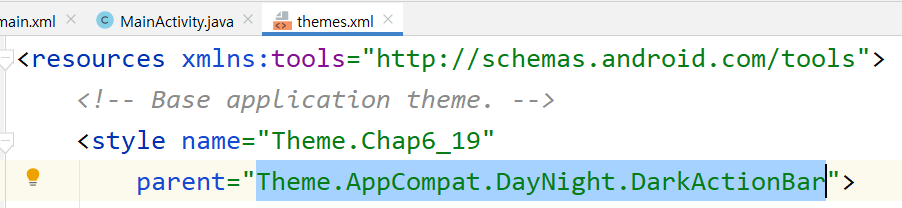 main.xml MainActivity.java themes.xml
<resources xmlns:tools="http://schemas.android.com/tools">
<!-- Base application theme. -->
<style name="Theme.Chap6_19"
parent="Theme.AppCompat.DayNight.DarkActionBar">